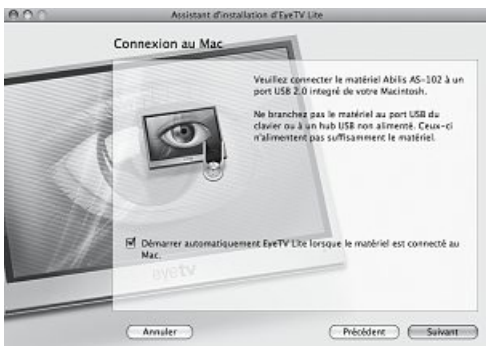 Assistant d'installation d'EyeTV Lite
Connexion au Mac
Veuillez connecter le matériel Abilis AS-102 à un
port USB 2.0 integré de votre Macintosh.
Ne branchez pas le matériel au port USB du
clavier ou à un hub USB non alimenté. Ceux-ci
n'alimentent pas suffisamment le matériel.
Démarrer automatiquement EyeTV Lite lorsque le matériel est connecté au
Mac.
eyetv
Annuler
Précédent
Suivant